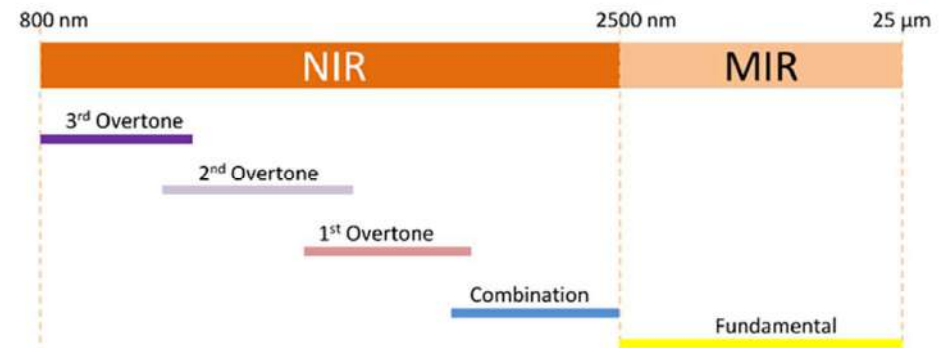 800 nm 2500 nm 25 µm
NIR MIR
3rd Overtone
2nd Overtone
1st Overtone
Combination
Fundamental